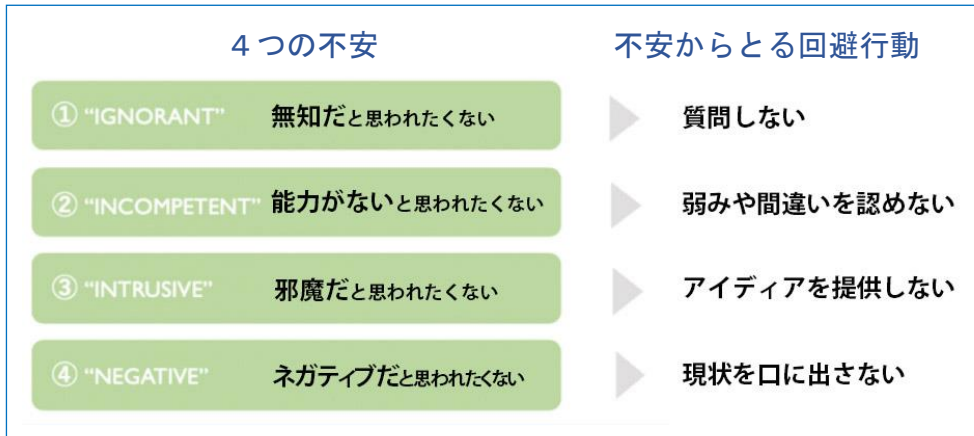 ４つの不安 不安からとる回避行動
① “IGNORANT” 無知だと思われたくない 質問しない
② “INCOMPETENT” 能力がないと思われたくない 弱みや間違いを認めない
③ “INTRUSIVE” 邪魔だと思われたくない アイディアを提供しない
④ “NEGATIVE” ネガティブだと思われたくない 現状を口に出さない